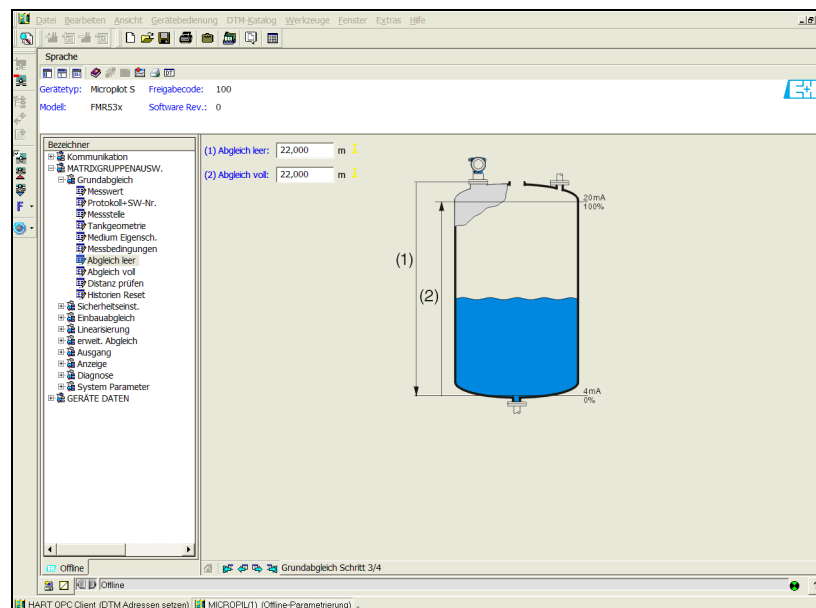 Datei Bearbeiten Ansicht Gerätebedienung DTM-Katalog Werkzeuge Fenster Extras Hilfe
Sprache
Gerätetyp: Micropilot S Freigabecode: 100
Modell: FMR53x Software Rev.: 0
Bezeichner
Kommunikation
MATRIXGRUPPENAUSW.
Grundabgleich
Messwert
Protokoll+SW-Nr.
Messstelle
Tankgeometrie
Medium Eigensch.
Messbedingungen
Abgleich leer
Abgleich voll
Distanz prüfen
Historien Reset
Sicherheitseinst.
Einbauabgleich
Linearisierung
erweit. Abgleich
Ausgang
Anzeige
Diagnose
System Parameter
GERÄTE DATEN
(1) Abgleich leer: 22,000 m
(2) Abgleich voll: 22,000 m
20mA
100%
(1)
(2)
4mA
0%
F
E+
Offline
Grundabgleich Schritt 3/4
Offline
HART OPC Client (DTM Adressen setzen) MICROPIL(1) (Offline-Parametrierung)